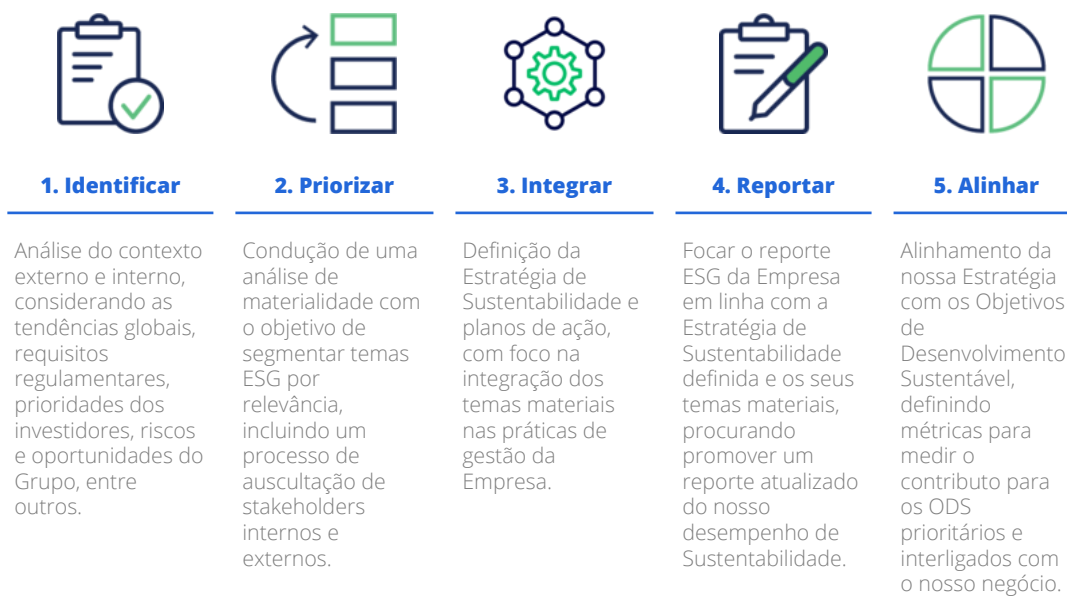 1. Identificar
Análise do contexto
externo e interno,
considerando as
tendências globais,
requisitos
regulamentares,
prioridades dos
investidores, riscos
e oportunidades do
Grupo, entre
outros.
2. Priorizar
Condução de uma
análise de
materialidade com
o objetivo de
segmentar temas
ESG por
relevância,
incluindo um
processo de
auscultação de
stakeholders
internos e
externos.
3. Integrar
Definição da
Estratégia de
Sustentabilidade e
planos de ação,
com foco na
integração dos
temas materiais
nas práticas de
gestão da
Empresa.
4. Reportar
Focar o reporte
ESG da Empresa
em linha com a
Estratégia de
Sustentabilidade
definida e os seus
temas materiais,
procurando
promover um
reporte atualizado
do nosso
desempenho de
Sustentabilidade.
5. Alinhar
Alinhamento da
nossa Estratégia
com os Objetivos
de
Desenvolvimento
Sustentável,
definindo
métricas para
medir o
contributo para
os ODS
prioritários e
interligados com
o nosso negócio.